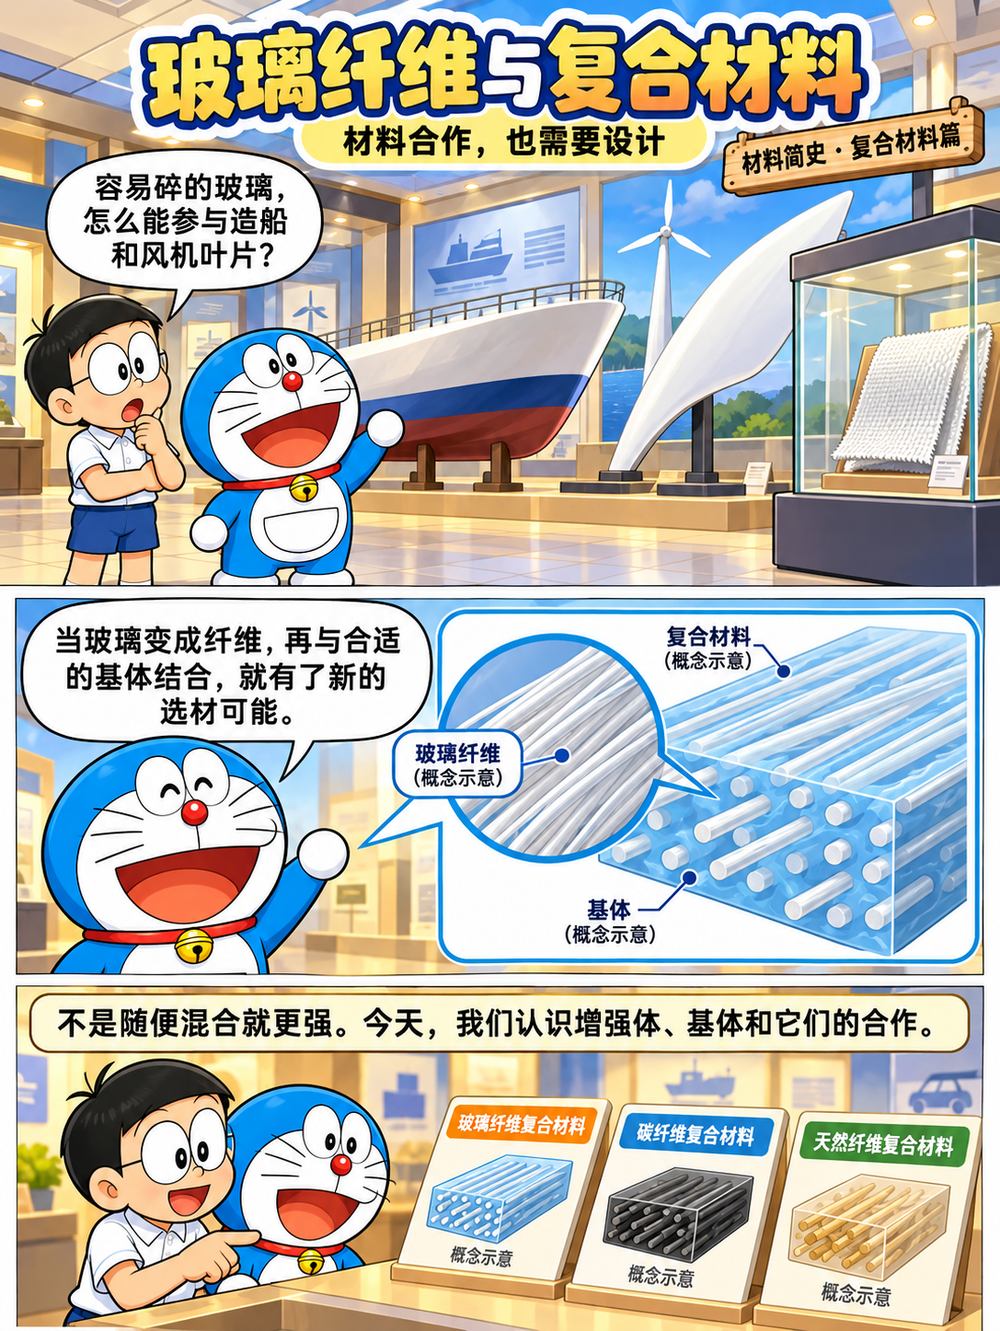 玻璃纤维与复合材料
材料合作，也需要设计
材料简史·复合材料篇
容易碎的玻璃，
怎么能参与造船
和风机叶片？
当玻璃变成纤维，再与合适
的基体结合，就有了新的
选材可能。
复合材料
（概念示意）
玻璃纤维
（概念示意）
基体
（概念示意）
不是随便混合就更强。今天，我们认识增强体、基体和它们的合作。
玻璃纤维复合材料
概念示意
碳纤维复合材料
概念示意
天然纤维复合材料
概念示意